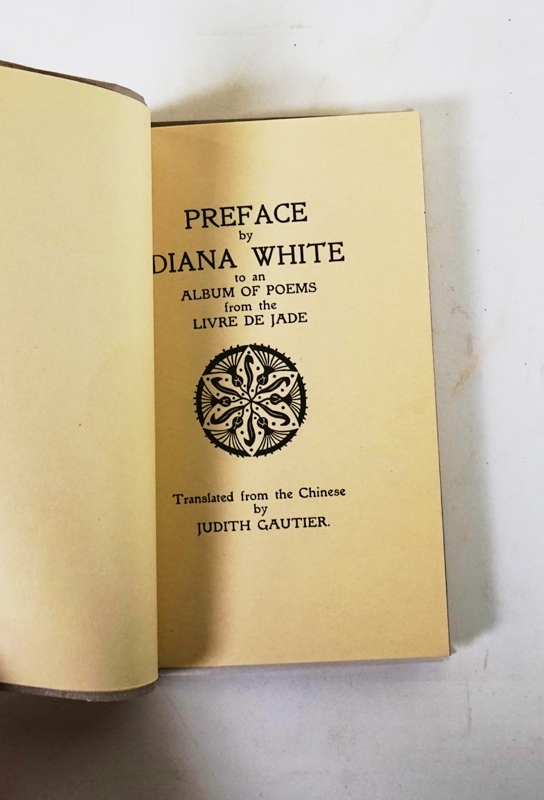 PREFACE
by
DIANA WHITE
to an
ALBUM OF POEMS
from the
LIVRE DE JADE
Translated from the Chinese
by
JUDITH GAUTIER.